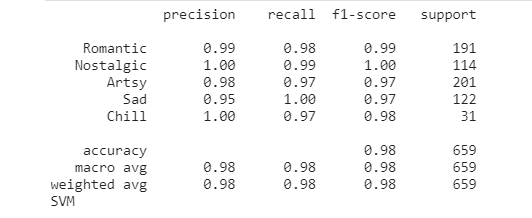 precision recall f1-score support
Romantic 0.99 0.98 0.99 191
Nostalgic 1.00 0.99 1.00 114
Artsy 0.98 0.97 0.97 201
Sad 0.95 1.00 0.97 122
Chill 1.00 0.97 0.98 31
accuracy 0.98 659
macro avg 0.98 0.98 0.98 659
weighted avg 0.98 0.98 0.98 659
SVM